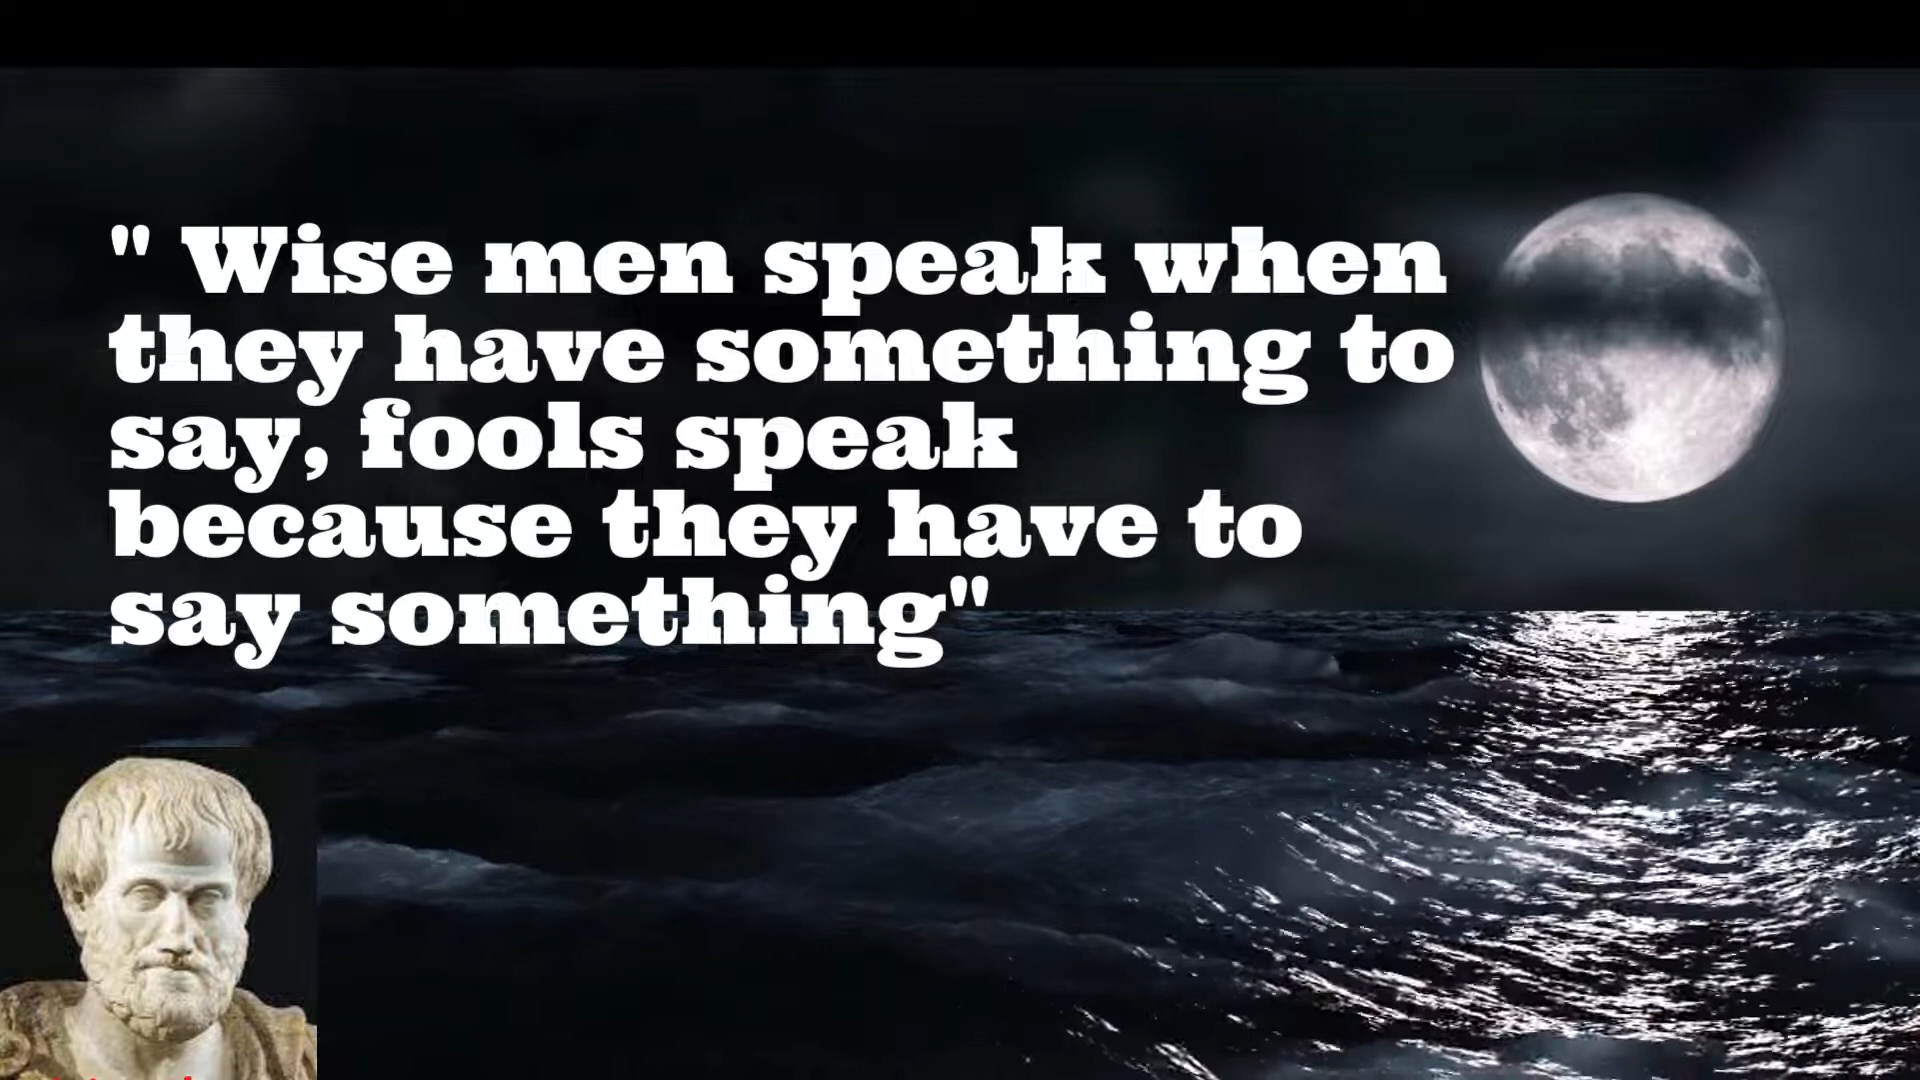 " Wise men speak when
they have something to
say, fools speak
because they have to
say something"